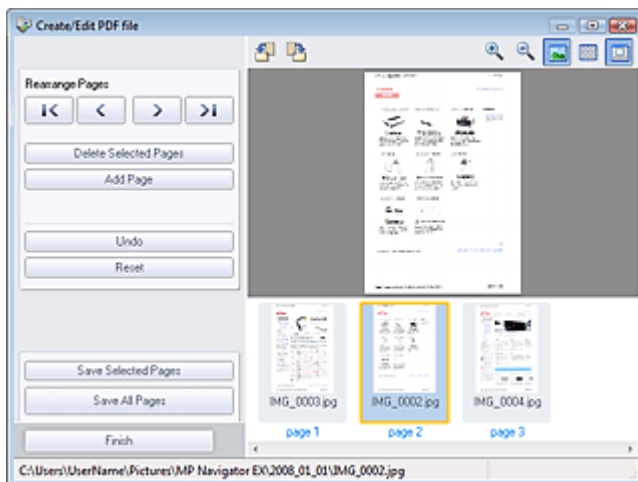 Create/Edit PDF file
Rearrange Pages
Delete Selected Pages
Add Page
Undo
Reset
Save Selected Pages
Save All Pages
Finish
IMG_0003.jpg
IMG_0002.jpg
IMG_0004.jpg
page 1
page 2
page 3
C:\Users\UserName\Pictures\MP Navigator EX\2008_01_01\IMG_0002.jpg